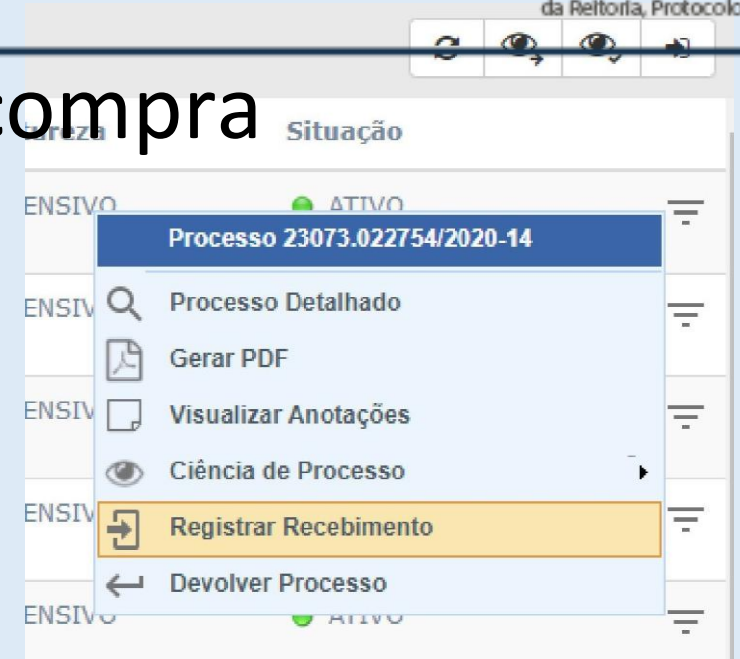 da Reitoria, Protocolo
compra
Situação
ENSIVO ATIVO
Processo 23073.022754/2020-14
Processo Detalhado
ENSIV
Gerar PDF
ENSIV
Visualizar Anotações
Ciência de Processo
ENSIV
Registrar Recebimento
Devolver Processo
ENSIVO ATIVO